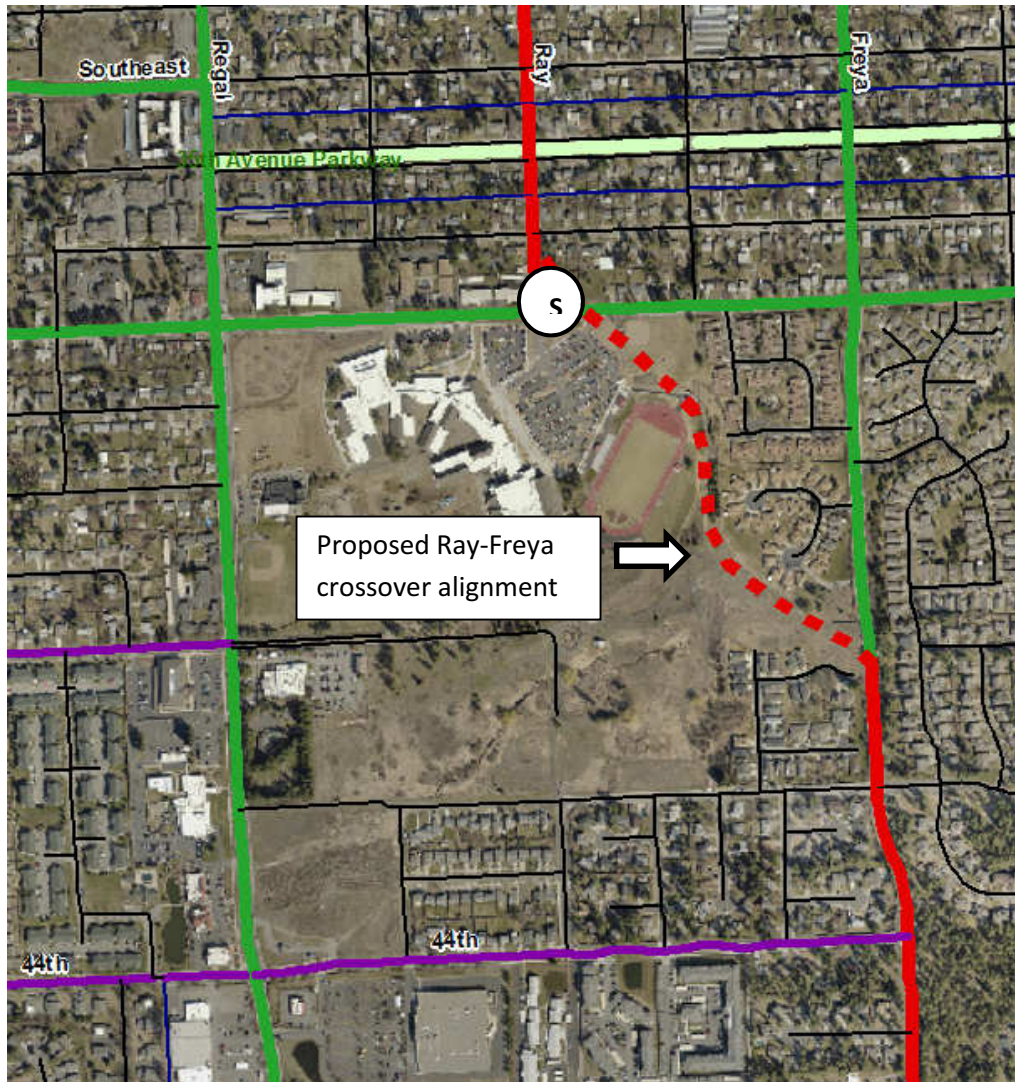 Southeast
Regal
Ray
Freya
Avenue Parkway
S
Proposed Ray-Freya
crossover alignment
44th
44th